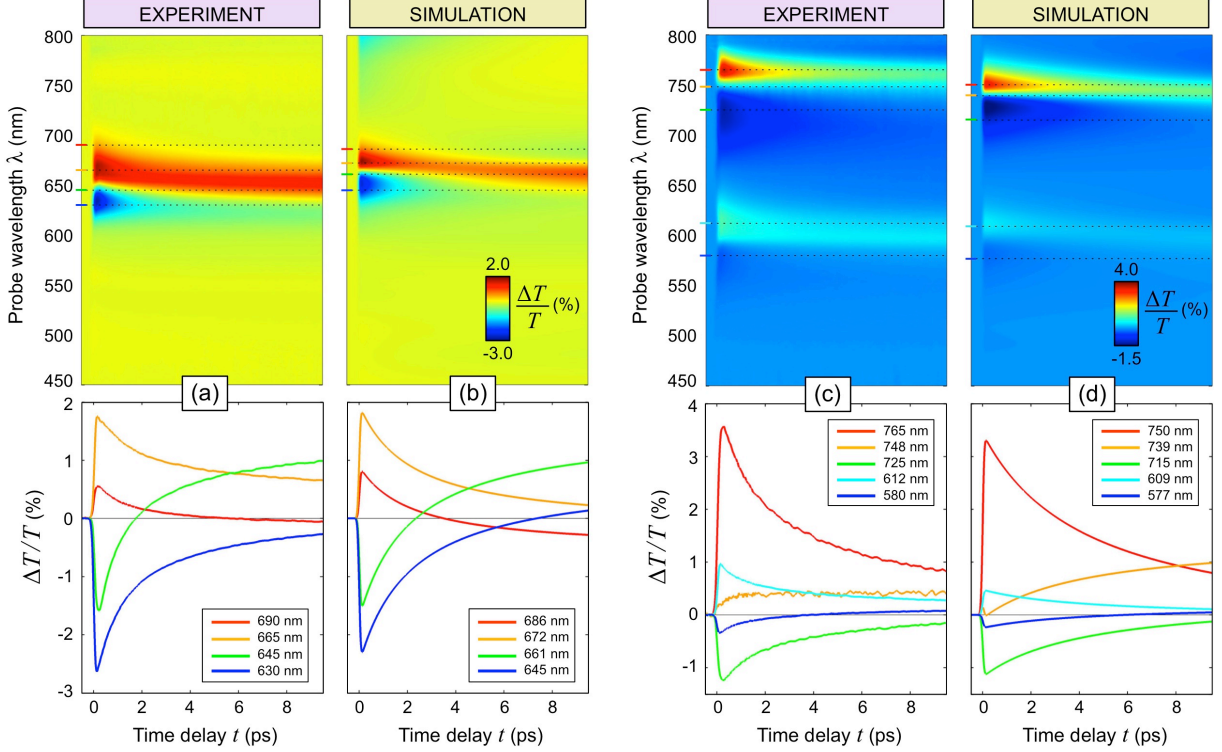 EXPERIMENT
SIMULATION
EXPERIMENT
SIMULATION
Probe wavelength λ (nm)
800
750
700
650
600
550
500
450
2.0
ΔT/T (%)
-3.0
(a)
(b)
Probe wavelength λ (nm)
800
750
700
650
600
550
500
450
4.0
ΔT/T (%)
-1.5
(c)
(d)
ΔT/T (%)
2
1
0
-1
-2
-3
690 nm
665 nm
645 nm
630 nm
0 2 4 6 8
Time delay t (ps)
686 nm
672 nm
661 nm
645 nm
0 2 4 6 8
Time delay t (ps)
ΔT/T (%)
4
3
2
1
0
-1
765 nm
748 nm
725 nm
612 nm
580 nm
0 2 4 6 8
Time delay t (ps)
750 nm
739 nm
715 nm
609 nm
577 nm
0 2 4 6 8
Time delay t (ps)